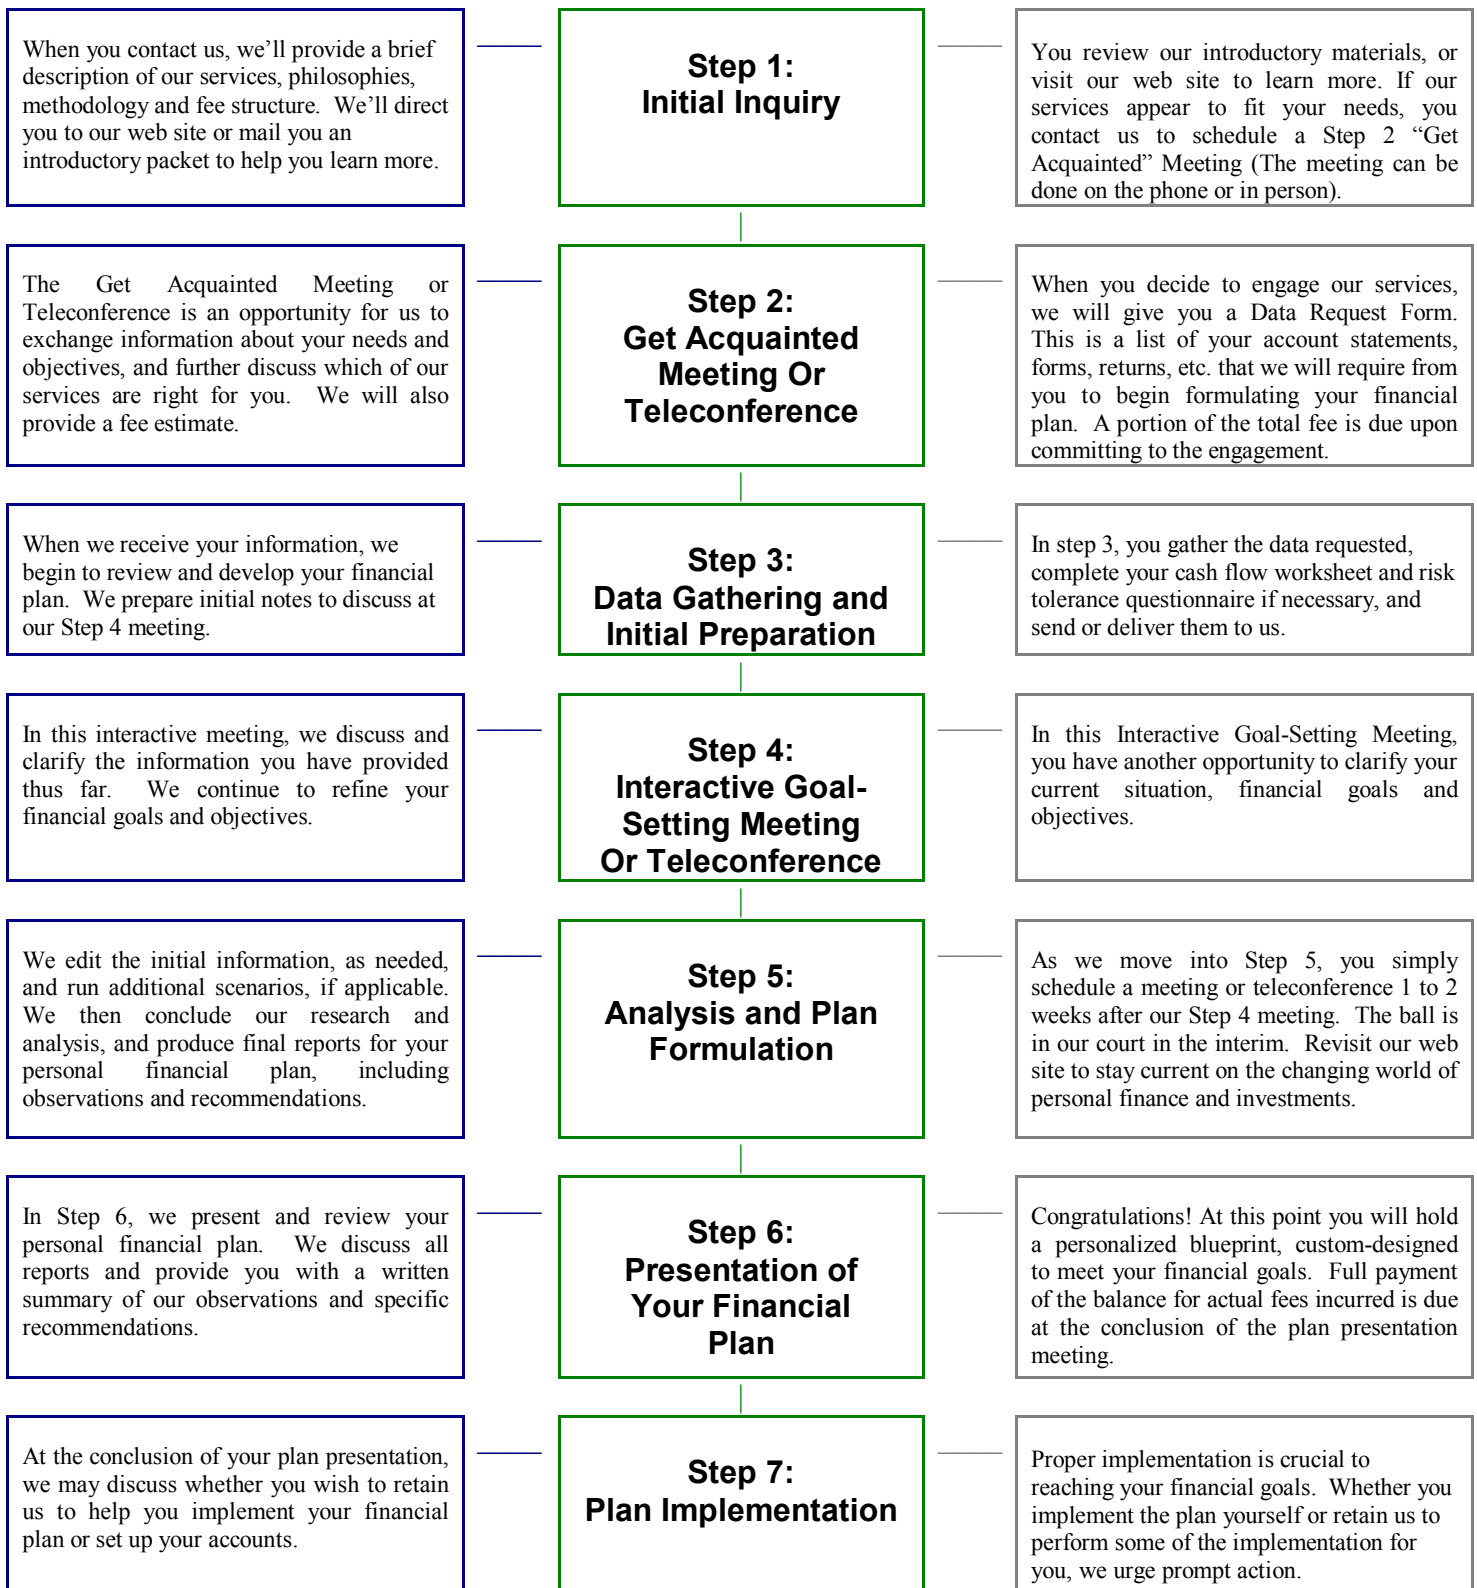 When you contact us, we’ll provide a brief
description of our services, philosophies,
methodology and fee structure.  We’ll direct
you to our web site or mail you an
introductory packet to help you learn more.
Step 1:
Initial Inquiry
You review our introductory materials, or
visit our web site to learn more. If our
services appear to fit your needs, you
contact us to schedule a Step 2 “Get
Acquainted” Meeting (The meeting can be
done on the phone or in person).
The Get Acquainted Meeting or
Teleconference is an opportunity for us to
exchange information about your needs and
objectives, and further discuss which of our
services are right for you.  We will also
provide a fee estimate.
Step 2:
Get Acquainted
Meeting Or
Teleconference
When you decide to engage our services,
we will give you a Data Request Form.
This is a list of your account statements,
forms, returns, etc. that we will require from
you to begin formulating your financial
plan.  A portion of the total fee is due upon
committing to the engagement.
When we receive your information, we
begin to review and develop your financial
plan.  We prepare initial notes to discuss at
our Step 4 meeting.
Step 3:
Data Gathering and
Initial Preparation
In step 3, you gather the data requested,
complete your cash flow worksheet and risk
tolerance questionnaire if necessary, and
send or deliver them to us.
In this interactive meeting, we discuss and
clarify the information you have provided
thus far.  We continue to refine your
financial goals and objectives.
Step 4:
Interactive Goal-
Setting Meeting
Or Teleconference
In this Interactive Goal-Setting Meeting,
you have another opportunity to clarify your
current situation, financial goals and
objectives.
We edit the initial information, as needed,
and run additional scenarios, if applicable.
We then conclude our research and
analysis, and produce final reports for your
personal financial plan, including
observations and recommendations.
Step 5:
Analysis and Plan
Formulation
As we move into Step 5, you simply
schedule a meeting or teleconference 1 to 2
weeks after our Step 4 meeting.  The ball is
in our court in the interim.  Revisit our web
site to stay current on the changing world of
personal finance and investments.
In Step 6, we present and review your
personal financial plan.  We discuss all
reports and provide you with a written
summary of our observations and specific
recommendations.
Step 6:
Presentation of
Your Financial
Plan
Congratulations! At this point you will hold
a personalized blueprint, custom-designed
to meet your financial goals.  Full payment
of the balance for actual fees incurred is due
at the conclusion of the plan presentation
meeting.
At the conclusion of your plan presentation,
we may discuss whether you wish to retain
us to help you implement your financial
plan or set up your accounts.
Step 7:
Plan Implementation
Proper implementation is crucial to
reaching your financial goals.  Whether you
implement the plan yourself or retain us to
perform some of the implementation for
you, we urge prompt action.